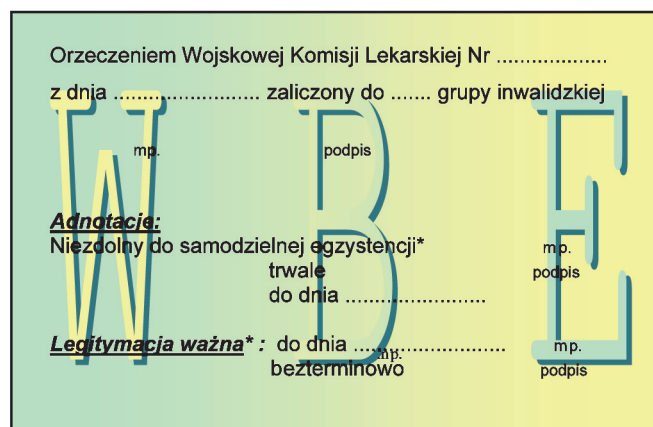 Orzeczeniem Wojskowej Komisji Lekarskiej Nr ...................
z dnia ......................... zaliczony do ....... grupy inwalidzkiej
W B E
mp. podpis
Adnotacje:
Niezdolny do samodzielnej egzystencji* mp.
trwale podpis
do dnia ........................
Legitymacja ważna* : do dnia .......................... mp.
mp.
bezterminowo podpis